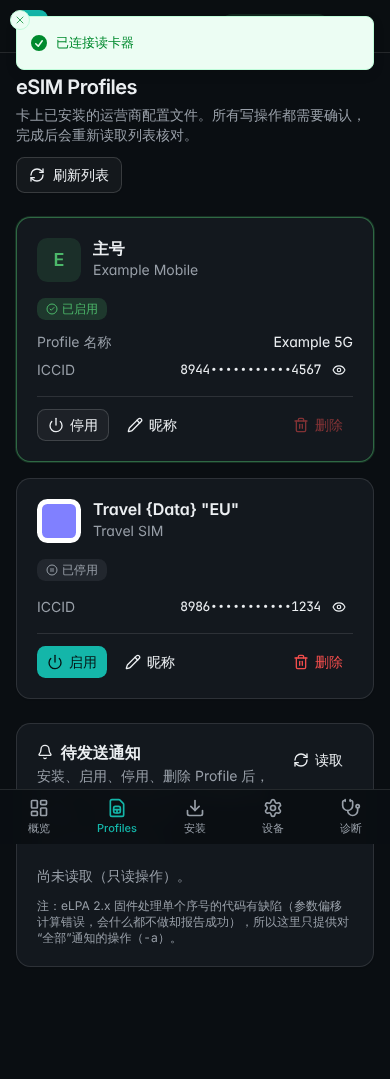 已连接读卡器
eSIM Profiles
卡上已安装的运营商配置文件。所有写操作都需要确认，
完成后会重新读取列表核对。
刷新列表
E
主号
Example Mobile
已启用
Profile 名称
Example 5G
ICCID
8944•••••••••••4567
停用
昵称
删除
Travel {Data} "EU"
Travel SIM
已停用
ICCID
8986•••••••••••1234
启用
昵称
删除
待发送通知
读取
安装、启用、停用、删除 Profile 后，
概览
Profiles
安装
设备
诊断
尚未读取（只读操作）。
注：eLPA 2.x 固件处理单个序号的代码有缺陷（参数偏移
计算错误，会什么都不做却报告成功），所以这里只提供对
“全部”通知的操作（-a）。